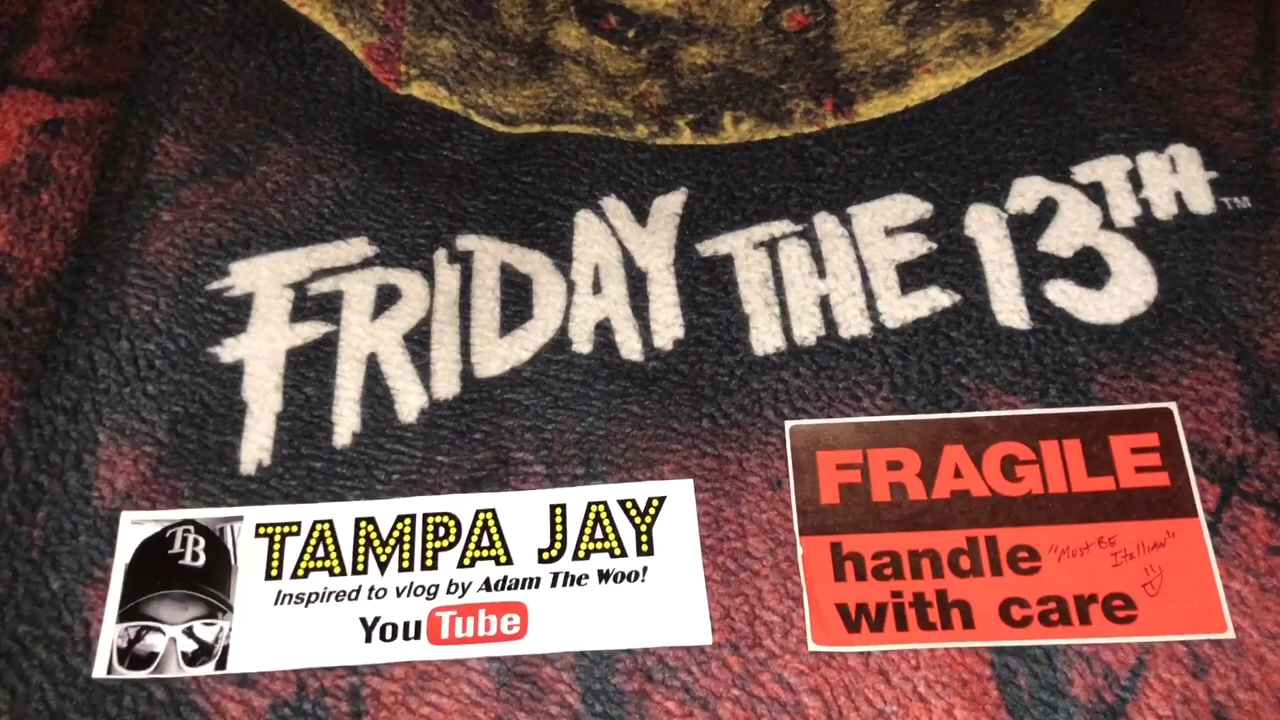 FRIDAY THE 13TH TM
TB
TAMPA JAY
Inspired to vlog by Adam The Woo!
YouTube
FRAGILE
handle
with care
"Must BE
Itallian"